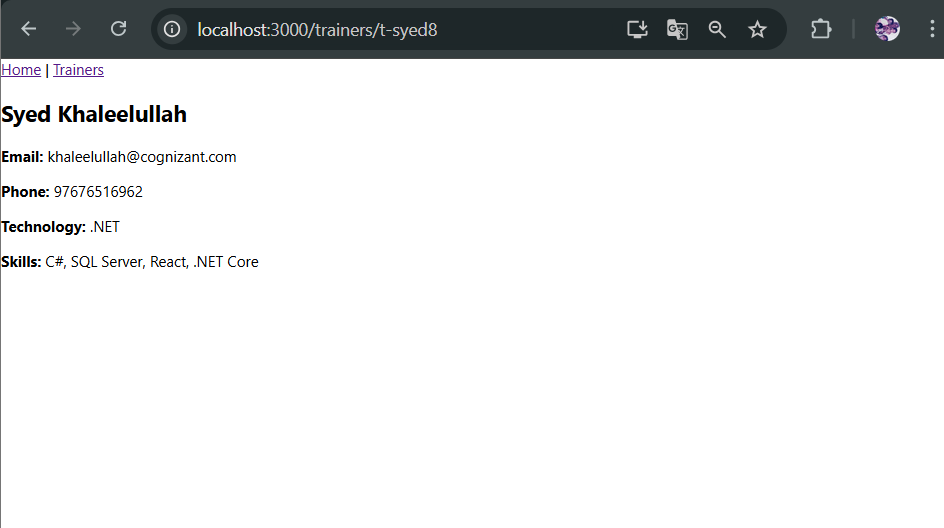 localhost:3000/trainers/t-syed8
Home | Trainers
Syed Khaleelullah
Email: khaleelullah@cognizant.com
Phone: 97676516962
Technology: .NET
Skills: C#, SQL Server, React, .NET Core